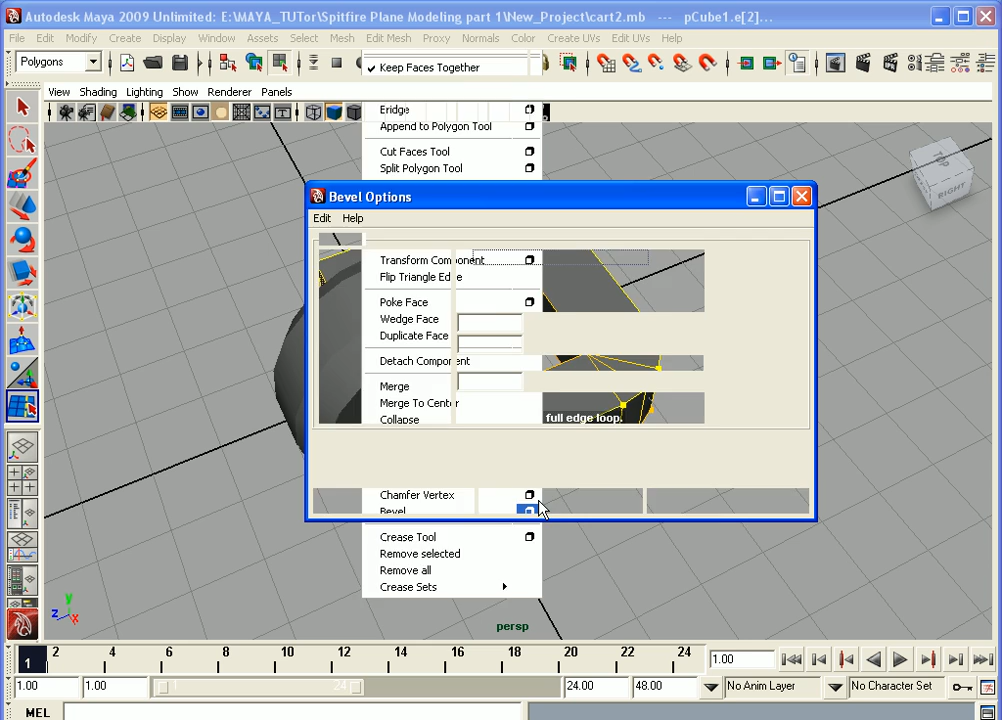 Autodesk Maya 2009 Unlimited: E:\MAYA_TUTor\Spitfire Plane Modeling part 1\New_Project\cart2.mb --- pCube1.e[2]...
File Edit Modify Create Display Window Assets Select Mesh Edit Mesh Proxy Normals Color Create UVs Edit UVs Help
Polygons
Keep Faces Together
View Shading Lighting Show Renderer Panels
Append to Polygon Tool
Cut Faces Tool
Split Polygon Tool
TOP
RIGHT
Bevel Options
Edit Help
Transform Component
Flip Triangle Edge
Poke Face
Wedge Face
Duplicate Face
Detach Component
Merge
Merge To Center
Collapse
full edge loop.
Chamfer Vertex
Bevel
Crease Tool
Remove selected
Remove all
Crease Sets
y
z
x
persp
1 2 4 6 8 10 12 14 16 18 20 22 24
1.00
1.00 1.00 1 24 24.00 48.00 No Anim Layer No Character Set
MEL